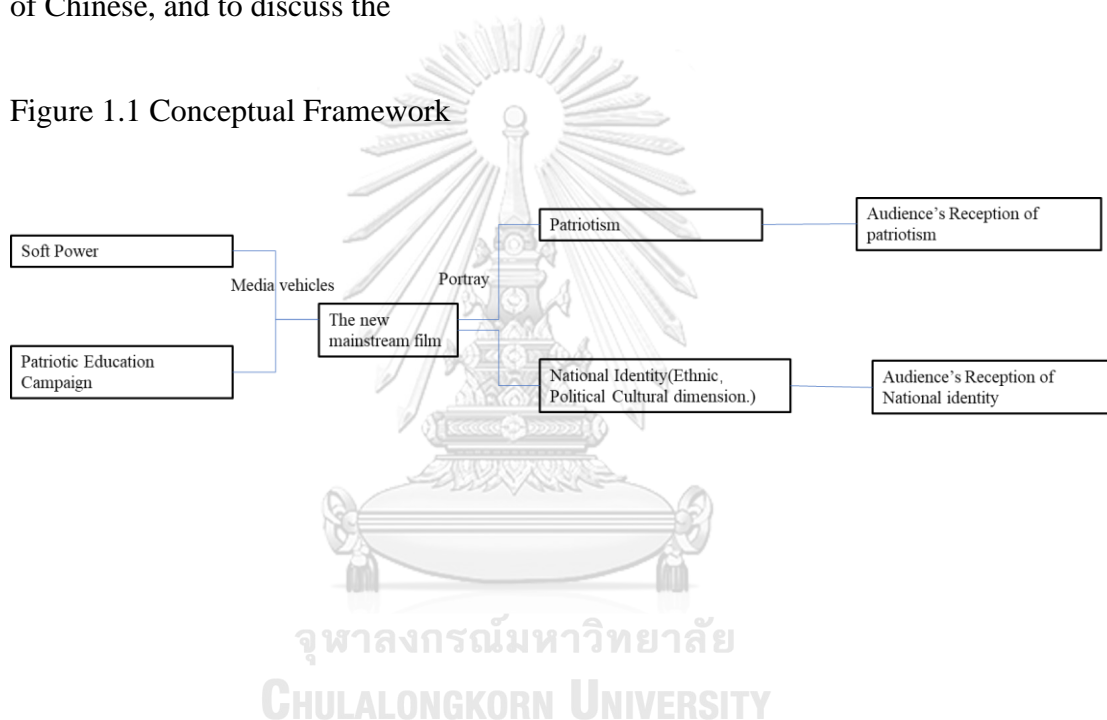 of Chinese, and to discuss the
Figure 1.1 Conceptual Framework
Soft Power
Patriotic Education
Campaign
Media vehicles
The new
mainstream film
Portray
Patriotism
National Identity(Ethnic,
Political Cultural dimension.)
Audience's Reception of
patriotism
Audience's Reception of
National identity
จุฬาลงกรณ์มหาวิทยาลัย
CHULALONGKORN UNIVERSITY